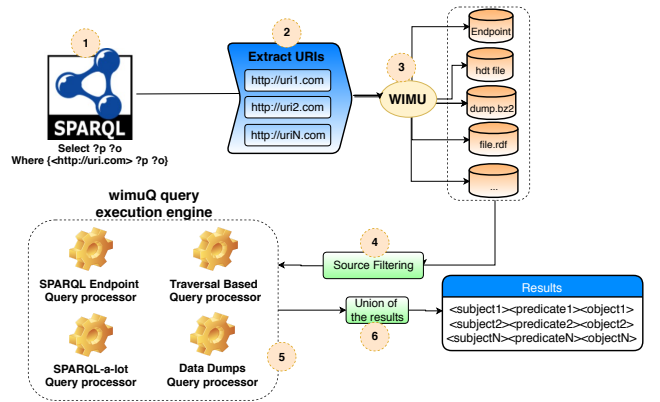 1
SPARQL
Select ?p ?o
Where {<http://uri.com> ?p ?o}
2
Extract URIs
http://uri1.com
http://uri2.com
http://uriN.com
3
WIMU
Endpoint
hdt file
dump.bz2
file.rdf
...
4
Source Filtering
wimuQ query
execution engine
SPARQL Endpoint
Query processor
Traversal Based
Query processor
SPARQL-a-lot
Query processor
Data Dumps
Query processor
5
Union of
the results
6
Results
<subject1><predicate1><object1>
<subject2><predicate2><object2>
<subjectN><predicateN><objectN>